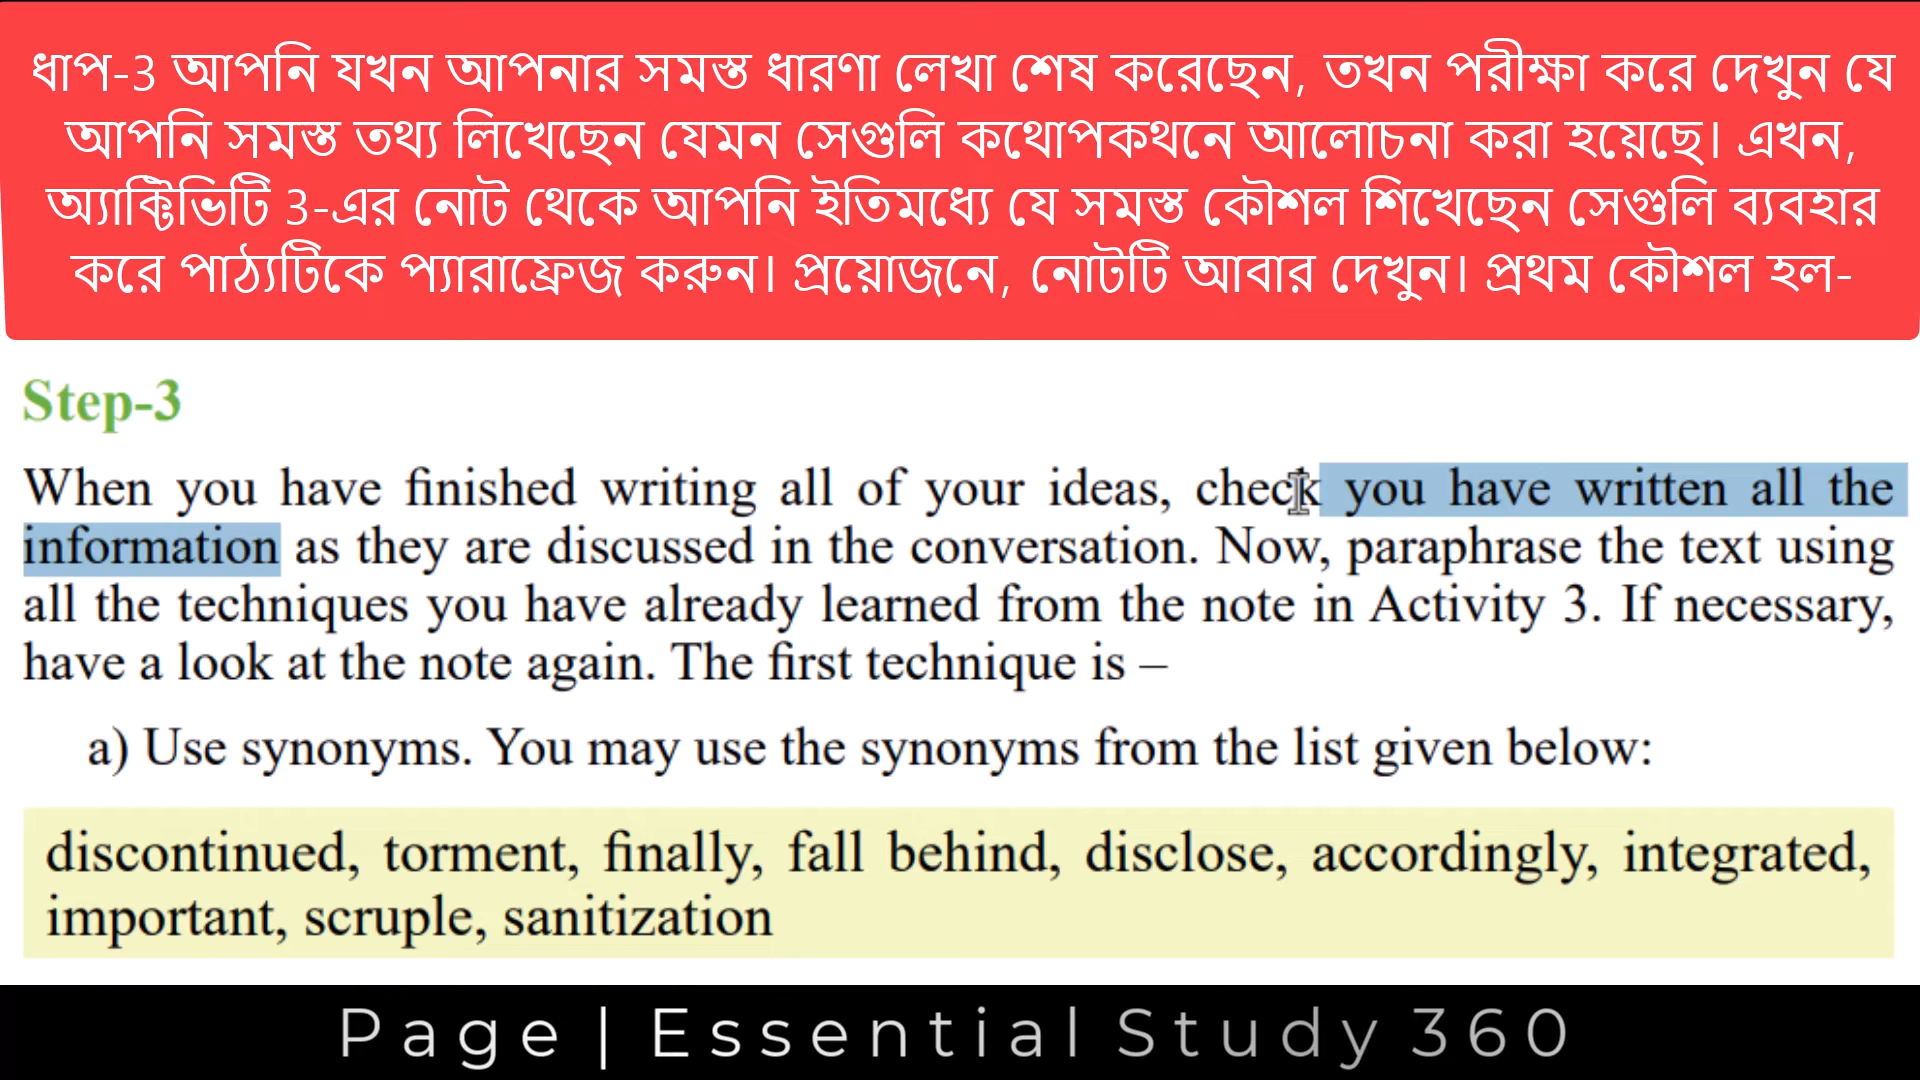 ধাপ-3 আপনি যখন আপনার সমস্ত ধারণা লেখা শেষ করেছেন, তখন পরীক্ষা করে দেখুন যে
আপনি সমস্ত তথ্য লিখেছেন যেমন সেগুলি কথোপকথনে আলোচনা করা হয়েছে। এখন,
অ্যাক্টিভিটি 3-এর নোট থেকে আপনি ইতিমধ্যে যে সমস্ত কৌশল শিখেছেন সেগুলি ব্যবহার
করে পাঠ্যটিকে প্যারাফ্রেজ করুন। প্রয়োজনে, নোটটি আবার দেখুন। প্রথম কৌশল হল-
Step-3
When you have finished writing all of your ideas, check you have written all the
information as they are discussed in the conversation. Now, paraphrase the text using
all the techniques you have already learned from the note in Activity 3. If necessary,
have a look at the note again. The first technique is –
a) Use synonyms. You may use the synonyms from the list given below:
discontinued, torment, finally, fall behind, disclose, accordingly, integrated,
important, scruple, sanitization
Page | Essential Study 360